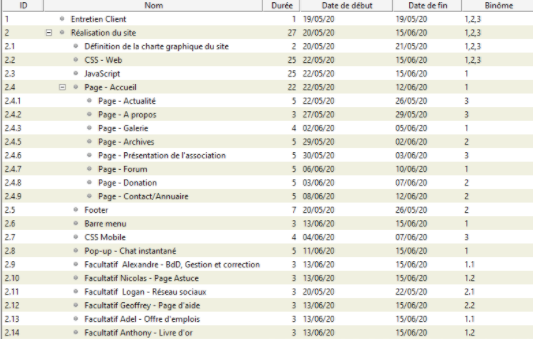 ID Nom Durée Date de début Date de fin Binôme
1 Entretien Client 1 19/05/20 19/05/20 1,2,3
2 Réalisation du site 27 20/05/20 15/06/20 1,2,3
2.1 Définition de la charte graphique du site 2 20/05/20 21/05/20 1,2,3
2.2 CSS - Web 25 22/05/20 15/06/20 1,2,3
2.3 JavaScript 25 22/05/20 15/06/20 1
2.4 Page - Accueil 22 22/05/20 12/06/20 1
2.4.1 Page - Actualité 5 22/05/20 26/05/20 3
2.4.2 Page - A propos 3 27/05/20 29/05/20 3
2.4.3 Page - Galerie 4 02/06/20 05/06/20 1
2.4.5 Page - Archives 5 29/05/20 02/06/20 2
2.4.6 Page - Présentation de l'association 5 30/05/20 03/06/20 3
2.4.7 Page - Forum 5 06/06/20 10/06/20 1
2.4.8 Page - Donation 5 03/06/20 07/06/20 2
2.4.9 Page - Contact/Annuaire 5 08/06/20 12/06/20 2
2.5 Footer 7 20/05/20 26/05/20 2
2.6 Barre menu 3 13/06/20 15/06/20 1
2.7 CSS Mobile 4 04/06/20 07/06/20 3
2.8 Pop-up - Chat instantané 5 11/06/20 15/06/20 1
2.9 Facultatif Alexandre - BdD, Gestion et correction 3 13/06/20 15/06/20 1.1
2.10 Facultatif Nicolas - Page Astuce 3 13/06/20 15/06/20 1.2
2.11 Facultatif Logan - Réseau sociaux 3 20/05/20 22/05/20 2.1
2.12 Facultatif Geoffrey - Page d'aide 3 13/06/20 15/06/20 2.2
2.13 Facultatif Adel - Offre d'emplois 3 13/06/20 15/06/20 1.1
2.14 Facultatif Anthony - Livre d'or 3 13/06/20 15/06/20 1.2